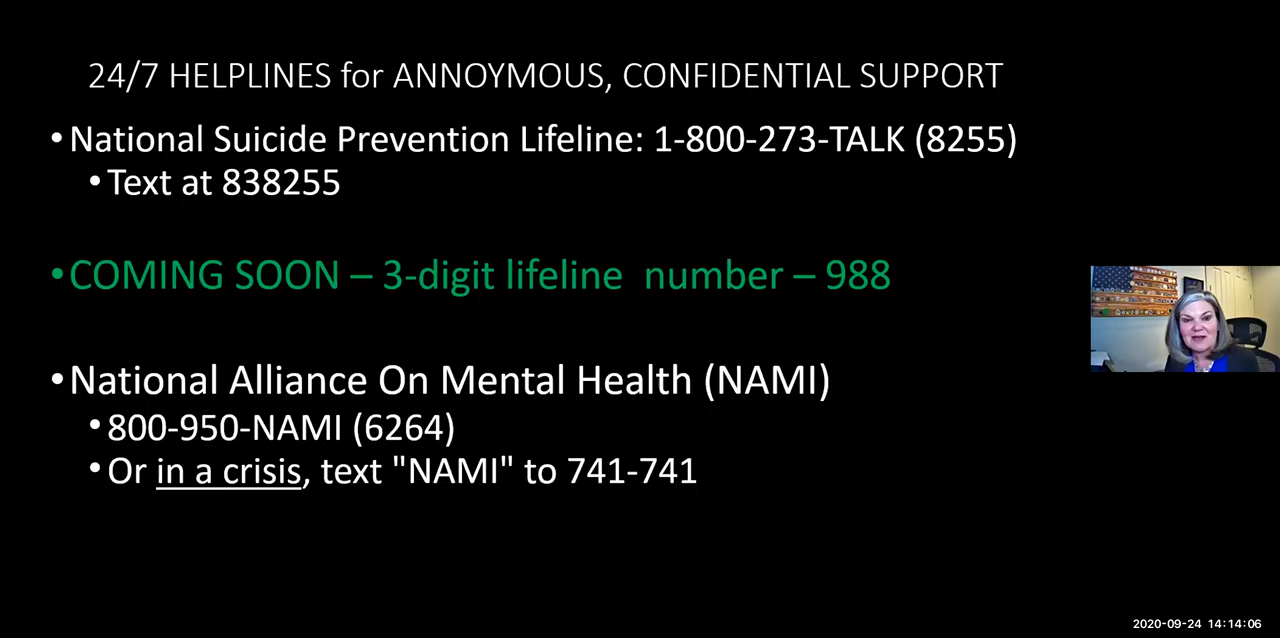 24/7 HELPLINES for ANNOYMOUS, CONFIDENTIAL SUPPORT
•National Suicide Prevention Lifeline: 1-800-273-TALK (8255)
•Text at 838255
•COMING SOON – 3-digit lifeline  number – 988
•National Alliance On Mental Health (NAMI)
•800-950-NAMI (6264)
•Or in a crisis, text "NAMI" to 741-741
2020-09-24 14:14:06